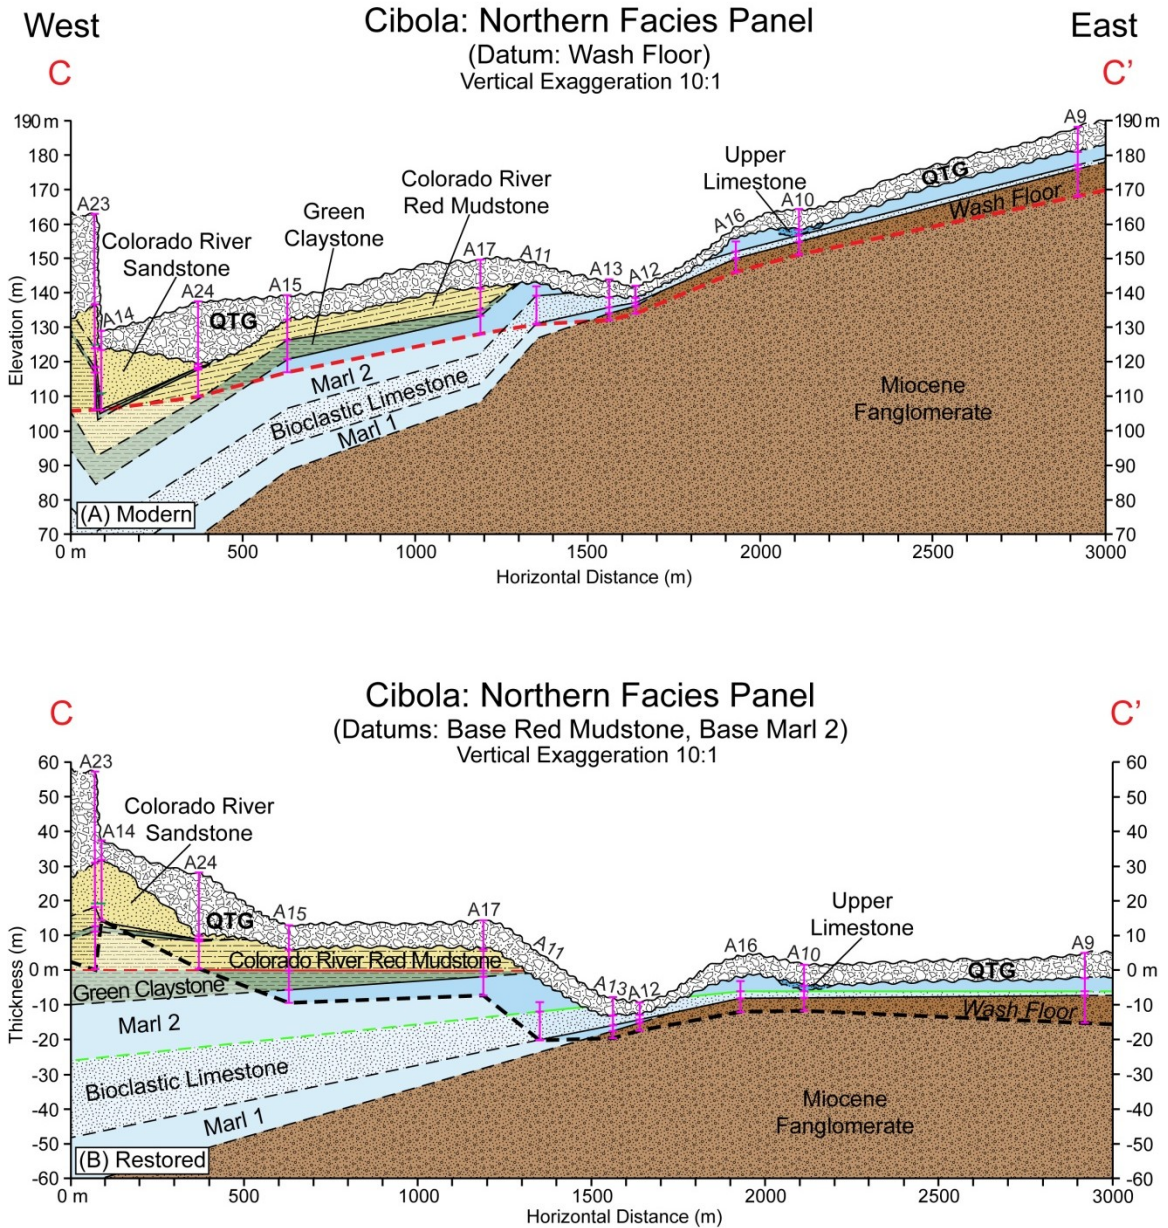 West
Cibola: Northern Facies Panel
East
(Datum: Wash Floor)
C
Vertical Exaggeration 10:1
C'
190 m
180
170
160
150
140
130
120
110
100
90
80
70
Elevation (m)
A23
Colorado River
Sandstone
A14
A24
QTG
A15
Green
Claystone
Colorado River
Red Mudstone
A17
A11
A13
A12
A16
Upper
Limestone
A10
QTG
A9
Wash Floor
Marl 2
Bioclastic Limestone
Marl 1
Miocene
Fanglomerate
(A) Modern
190 m
180
170
160
150
140
130
120
110
100
90
80
70
0 m 500 1000 1500 2000 2500 3000
Horizontal Distance (m)
Cibola: Northern Facies Panel
C
C'
(Datums: Base Red Mudstone, Base Marl 2)
Vertical Exaggeration 10:1
60
50
40
30
20
10
0 m
-10
-20
-30
-40
-50
-60
Thickness (m)
A23
Colorado River
Sandstone
A14
A24
QTG
A15
A17
A11
A13
A12
A16
Upper
Limestone
A10
QTG
A9
Colorado River Red Mudstone
Green Claystone
Wash Floor
Marl 2
Bioclastic Limestone
Marl 1
Miocene
Fanglomerate
(B) Restored
60
50
40
30
20
10
0 m
-10
-20
-30
-40
-50
-60
0 m 500 1000 1500 2000 2500 3000
Horizontal Distance (m)